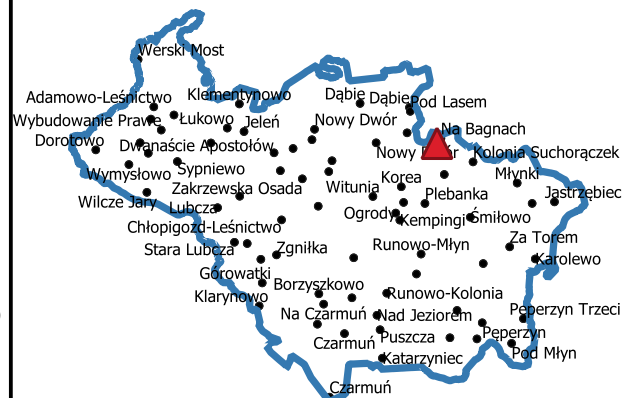 Werski Most
Adamowo-Leśnictwo
Klementynowo
Dąbie
Dąbie
Pod Lasem
Wybudowanie Prawe
Łukowo
Jeleń
Nowy Dwór
Na Bagnach
Dorotowo
Dwanaście Apostołów
Nowy Dwór
Kolonia Suchorączek
Wymysłowo
Sypniewo
Korea
Młynki
Wilcze Jary
Zakrzewska Osada
Witunia
Plebanka
Jastrzębiec
Lubcza
Ogrody
Kempingi
Śmiłowo
Chłopigozd-Leśnictwo
Stara Lubcza
Zgniłka
Runowo-Młyn
Za Torem
Karolewo
Górowatki
Borzyszkowo
Klarynowo
Runowo-Kolonia
Na Czarmuń
Nad Jeziorem
Peperzyn Trzeci
Czarmuń
Puszcza
Peperzyn
Katarzyniec
Pod Młyn
Czarmuń